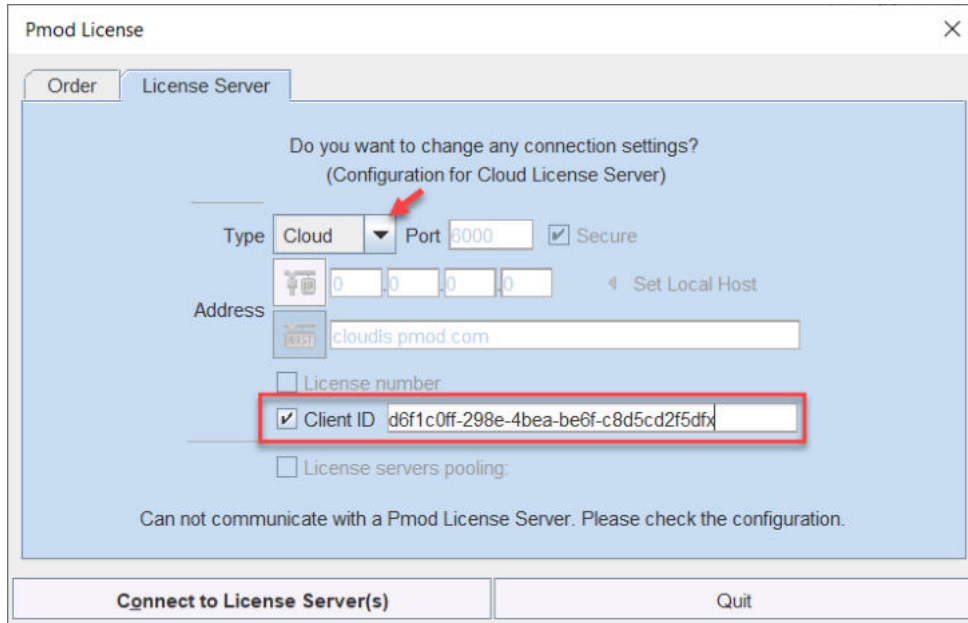 Pmod License
Order License Server
Do you want to change any connection settings?
(Configuration for Cloud License Server)
Type Cloud Port 6000 Secure
0 .0 .0 .0 Set Local Host
Address
HOST cloudls.pmod.com
License number
Client ID d6f1c0ff-298e-4bea-be6f-c8d5cd2f5dfx
License servers pooling:
Can not communicate with a Pmod License Server. Please check the configuration.
Connect to License Server(s) Quit